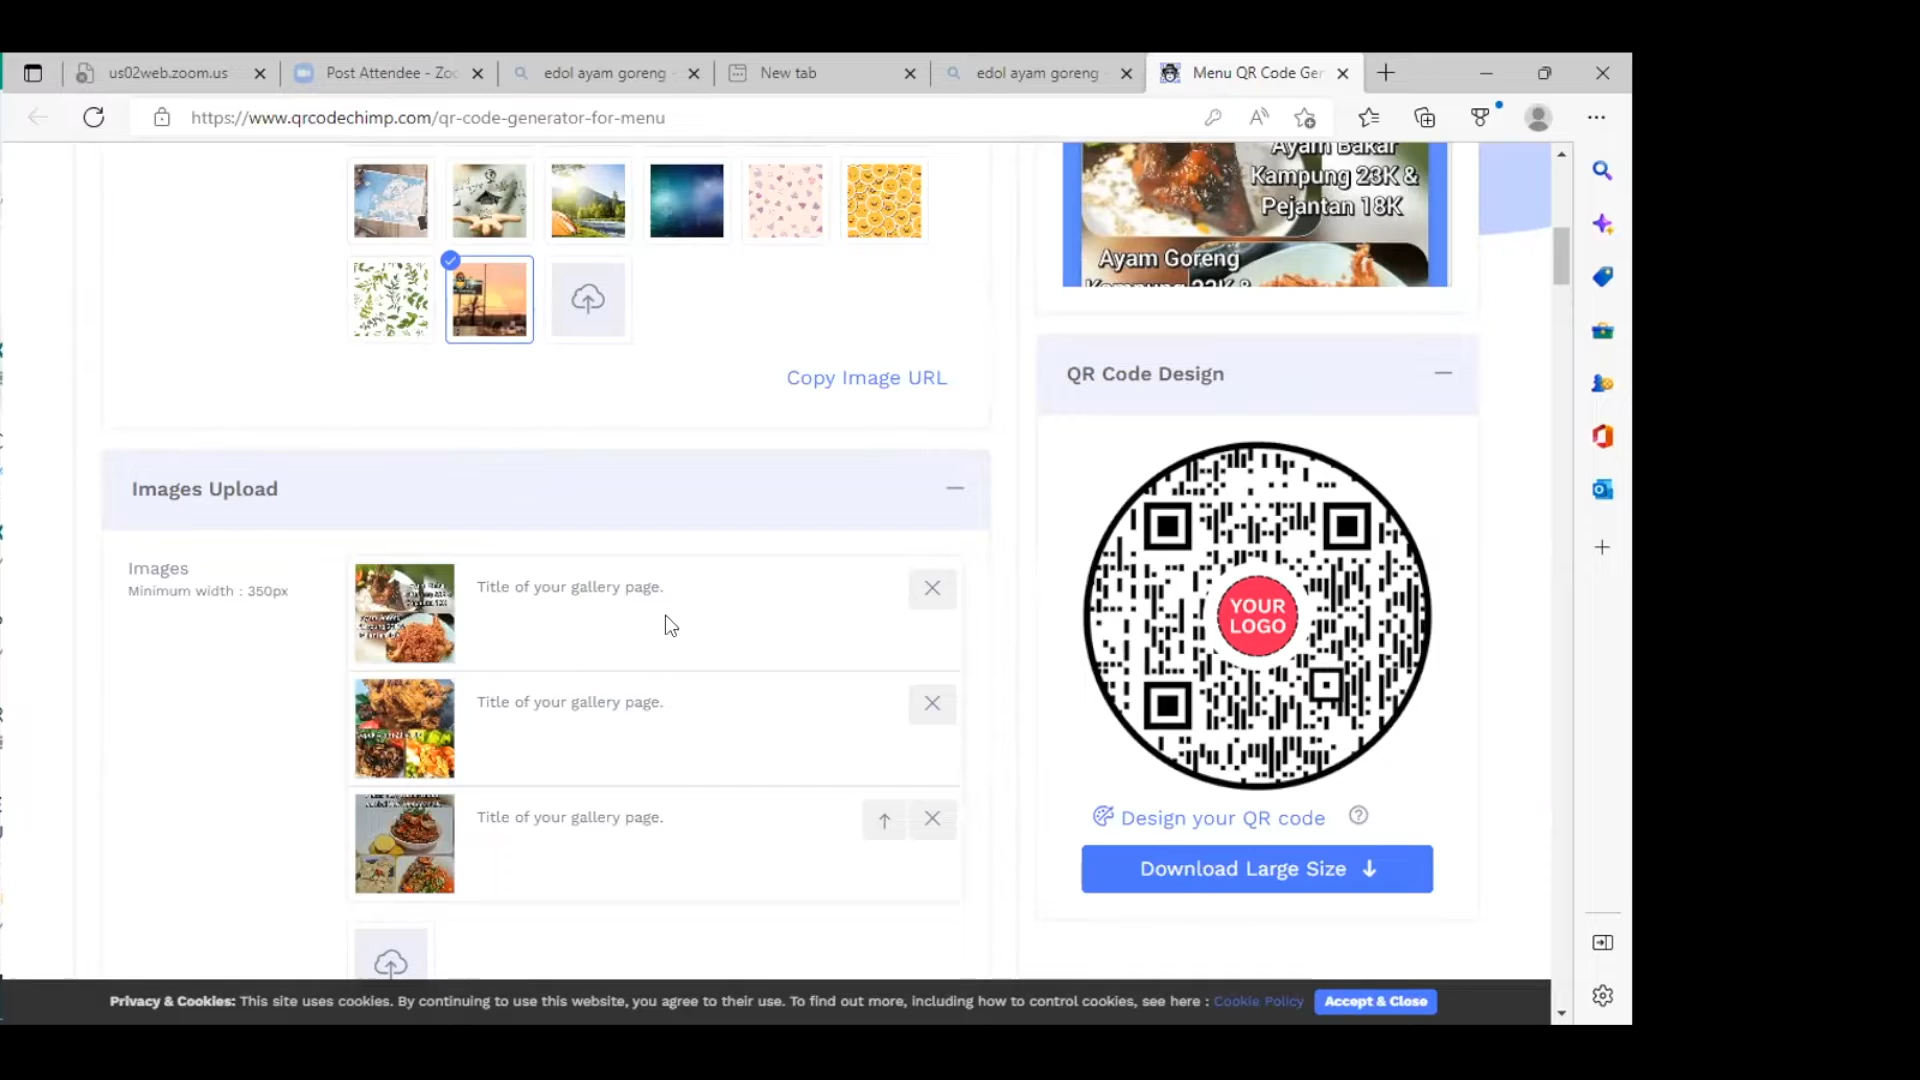 us02web.zoom.us
Post Attendee - Zoo
edol ayam goreng
New tab
edol ayam goreng
Menu QR Code Ger
https://www.qrcodechimp.com/qr-code-generator-for-menu
Ayam Bakar
Kampung 23K &
Pejantan 18K
Ayam Goreng
Copy Image URL
QR Code Design
Images Upload
Images
Minimum width : 350px
Title of your gallery page.
Title of your gallery page.
Title of your gallery page.
YOUR
LOGO
Design your QR code
Download Large Size
Privacy & Cookies: This site uses cookies. By continuing to use this website, you agree to their use. To find out more, including how to control cookies, see here : Cookie Policy
Accept & Close